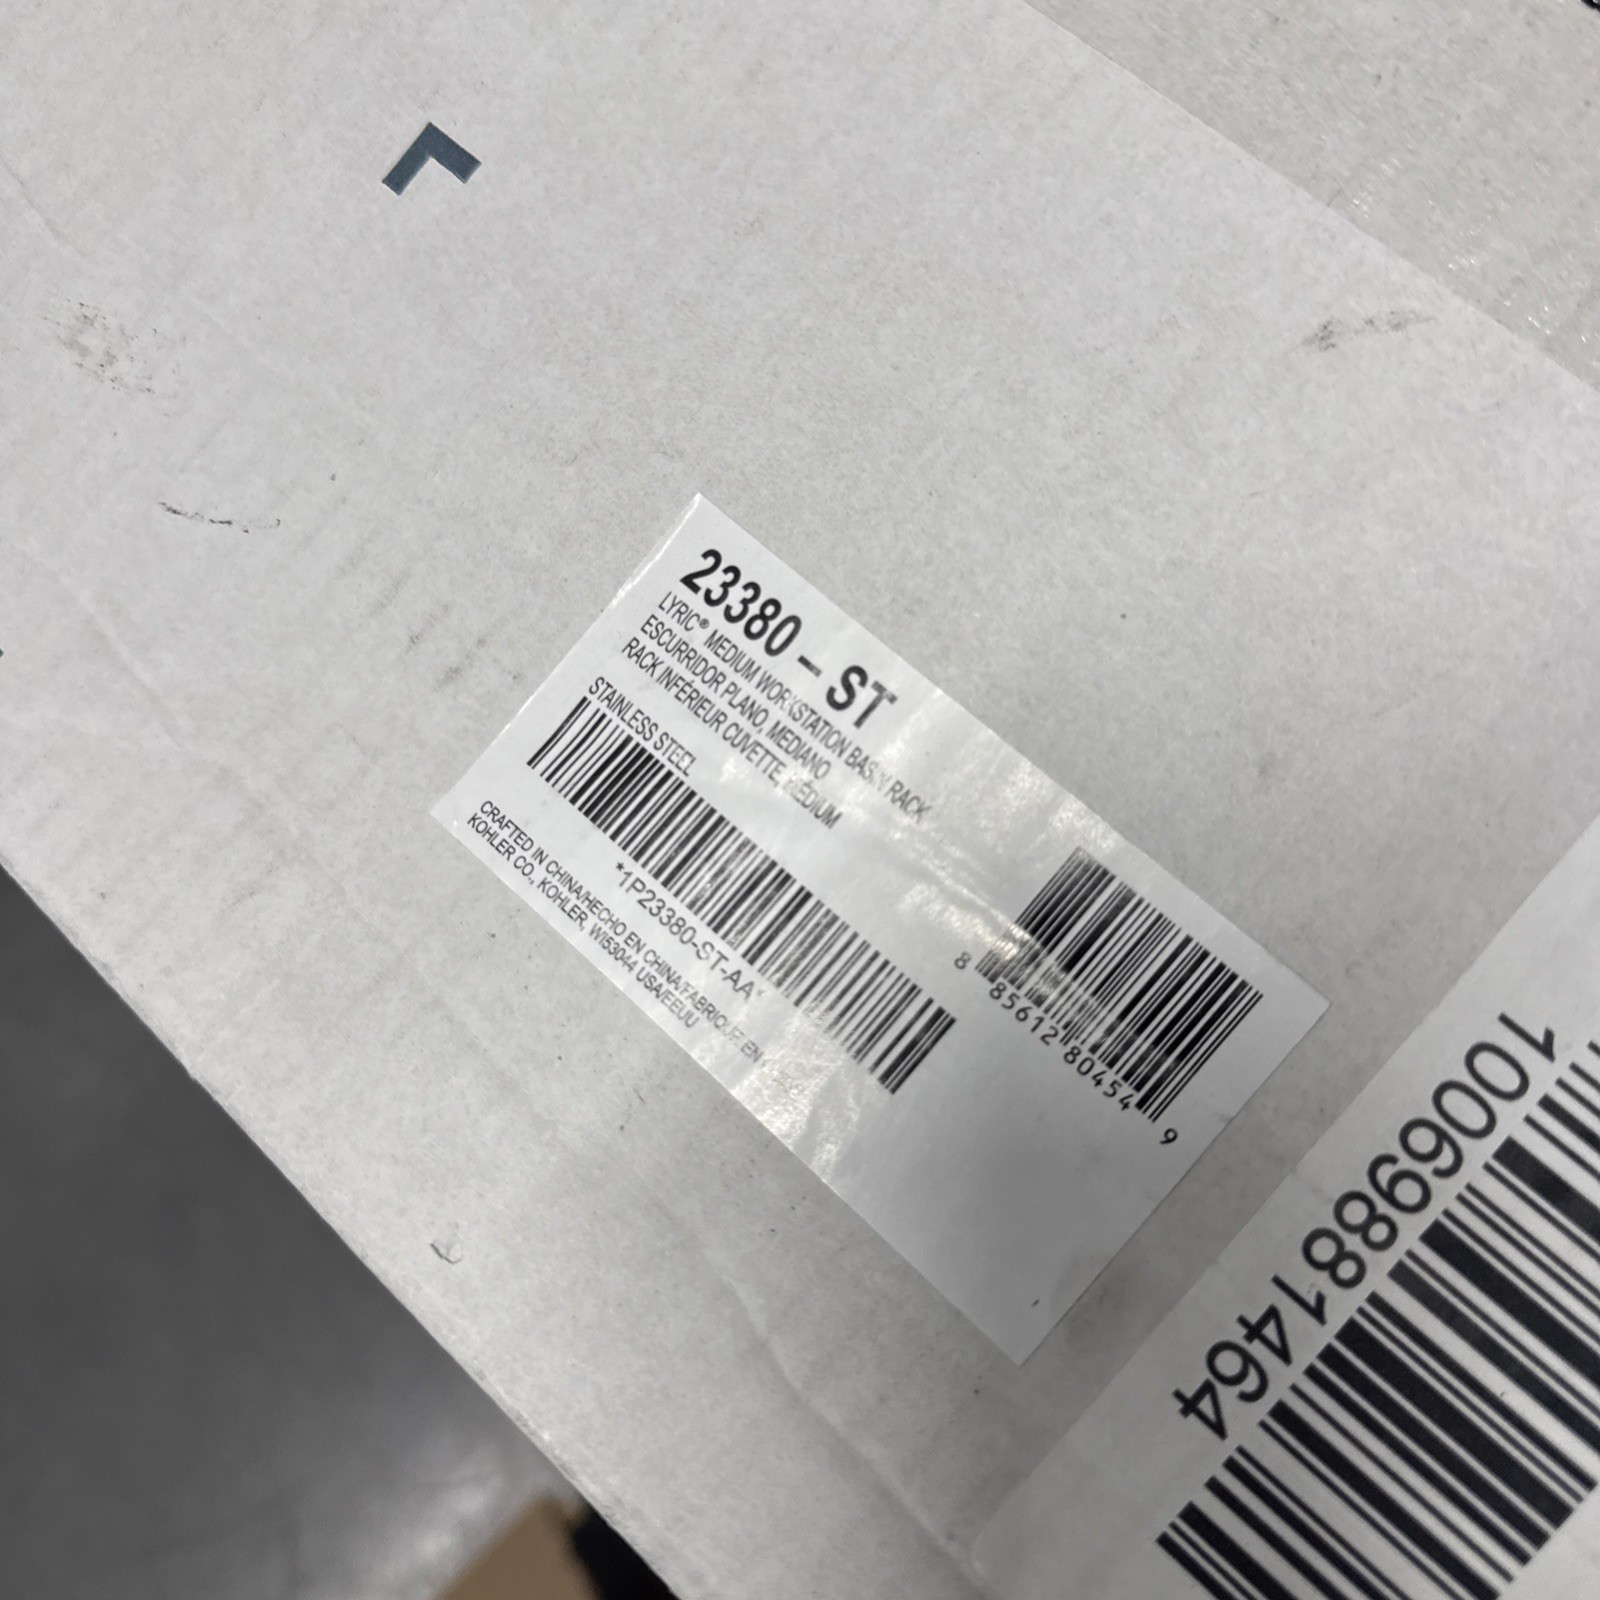 23380-ST
LYRIC® MEDIUM WORKSTATION BASIN RACK
ESCURRIDOR PLANO, MEDIANO
RACK INFÉRIEUR CUVETTE, MÉDIUM
STAINLESS STEEL
*1P23380-ST-AA*
8 85612 80454 9
CRAFTED IN CHINA/HECHO EN CHINA/FABRIQUÉ EN
KOHLER CO., KOHLER, WI53044 USA/EEUU
10069881464